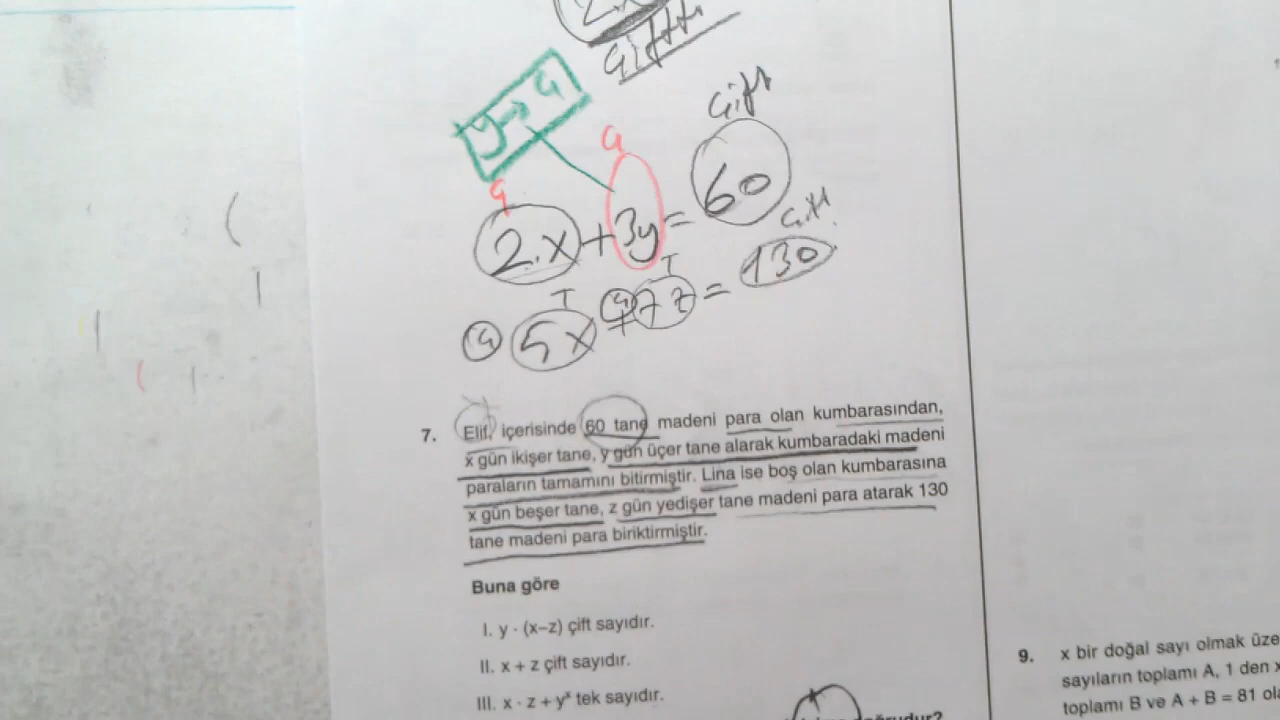 Çifttir
y→Ç
Çift
Ç Ç
2.x + 3y = 60
Çift
T T
Ç 5x + Ç 7z = 130
7. Elif, içerisinde 60 tane madeni para olan kumbarasından,
x gün ikişer tane, y gün üçer tane alarak kumbaradaki madeni
paraların tamamını bitirmiştir. Lina ise boş olan kumbarasına
x gün beşer tane, z gün yedişer tane madeni para atarak 130
tane madeni para biriktirmiştir.
Buna göre
I. y · (x–z) çift sayıdır.
II. x + z çift sayıdır.
III. x · z + yˣ tek sayıdır.
9. x bir doğal sayı olmak üze
sayıların toplamı A, 1 den x
toplamı B ve A + B = 81 ola